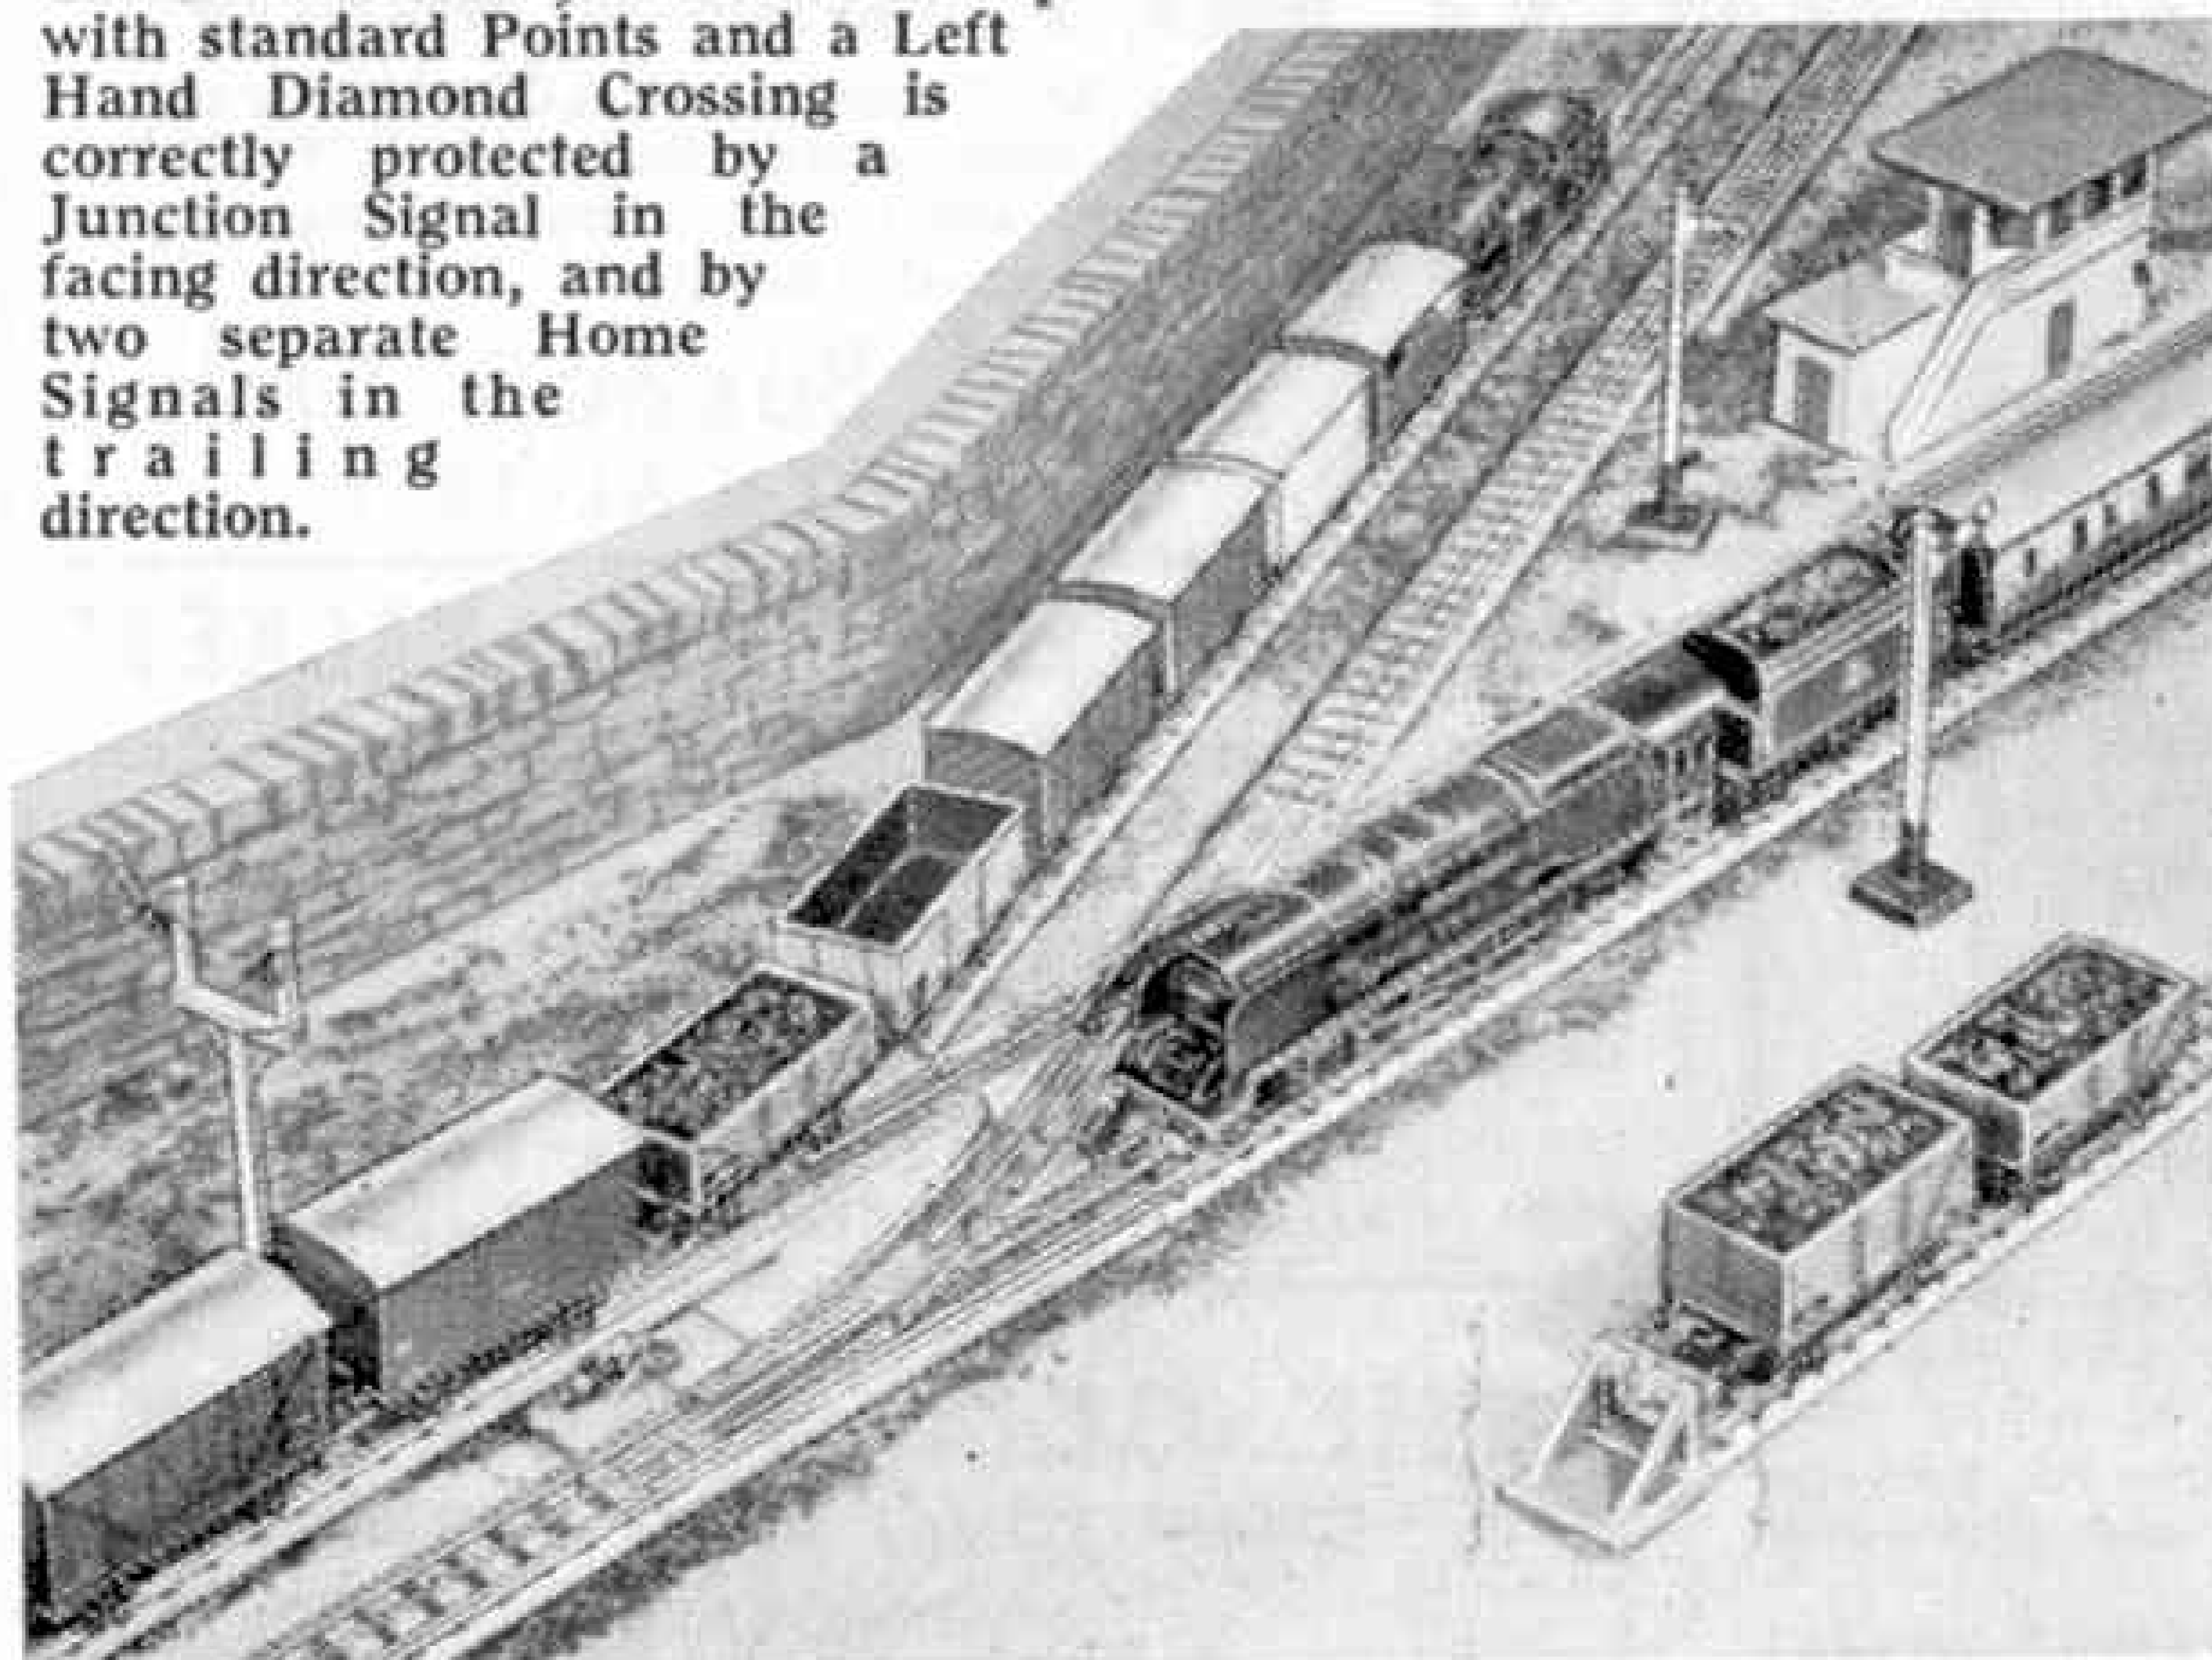 with standard Points and a Left
Hand Diamond Crossing is
correctly protected by a
Junction Signal in the
facing direction, and by
two separate Home
Signals in the
trailing
direction.